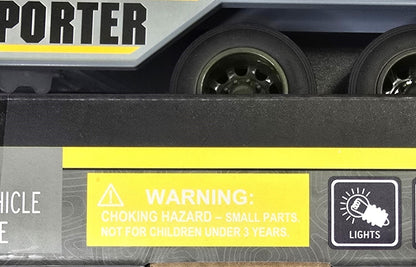 PORTER
HICLE
E
WARNING:
CHOKING HAZARD – SMALL PARTS.
NOT FOR CHILDREN UNDER 3 YEARS.
LIGHTS